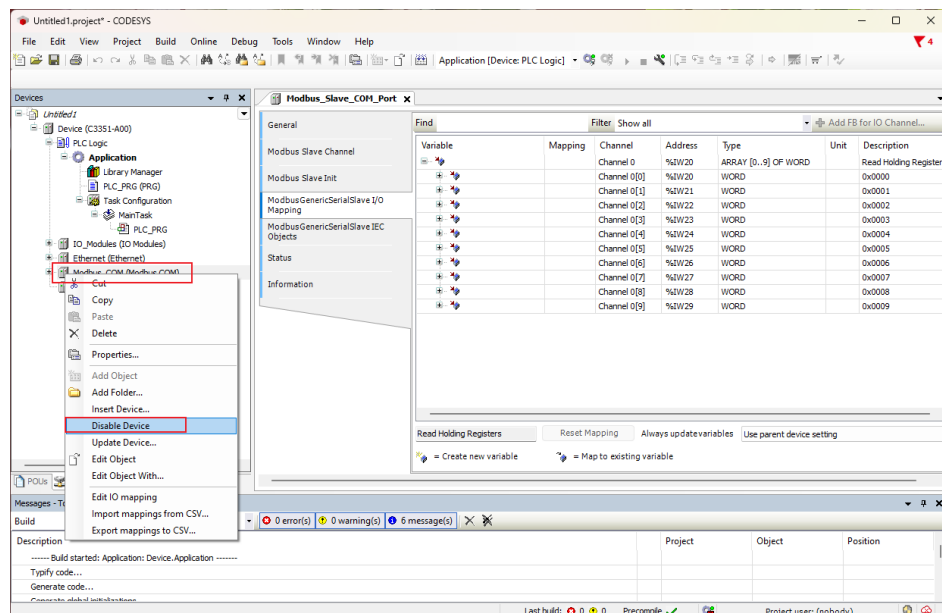 Untitled1.project* - CODESYS
File Edit View Project Build Online Debug Tools Window Help
4
Application [Device: PLC Logic]
Devices
Untitled1
Device (C3351-A00)
PLC Logic
Application
Library Manager
PLC_PRG (PRG)
Task Configuration
MainTask
PLC_PRG
IO_Modules (IO Modules)
Ethernet (Ethernet)
Modbus_COM (Modbus COM)
Cut
Copy
Paste
Delete
Properties...
Add Object
Add Folder...
Insert Device...
Disable Device
Update Device...
Edit Object
Edit Object With...
Edit IO mapping
Import mappings from CSV...
Export mappings to CSV...
POUs
Modbus_Slave_COM_Port
General
Modbus Slave Channel
Modbus Slave Init
ModbusGenericSerialSlave I/O
Mapping
ModbusGenericSerialSlave IEC
Objects
Status
Information
Find Filter Show all Add FB for IO Channel...
Variable Mapping Channel Address Type Unit Description
Channel 0 %IW20 ARRAY [0..9] OF WORD Read Holding Register
Channel 0[0] %IW20 WORD 0x0000
Channel 0[1] %IW21 WORD 0x0001
Channel 0[2] %IW22 WORD 0x0002
Channel 0[3] %IW23 WORD 0x0003
Channel 0[4] %IW24 WORD 0x0004
Channel 0[5] %IW25 WORD 0x0005
Channel 0[6] %IW26 WORD 0x0006
Channel 0[7] %IW27 WORD 0x0007
Channel 0[8] %IW28 WORD 0x0008
Channel 0[9] %IW29 WORD 0x0009
Read Holding Registers Reset Mapping Always update variables Use parent device setting
= Create new variable = Map to existing variable
Messages - To
Build 0 error(s) 0 warning(s) 6 message(s)
Description Project Object Position
------ Build started: Application: Device.Application -------
Typify code...
Generate code...
Generate global initializations
Last build: 0 0 Precompile Project user: (nobody)